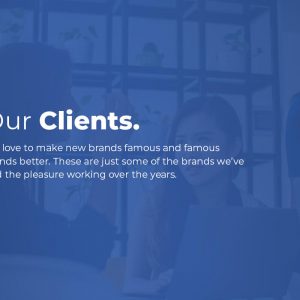 Our Clients.
love to make new brands famous and famous
better. These are just some of the brands we've
the pleasure working over the years.